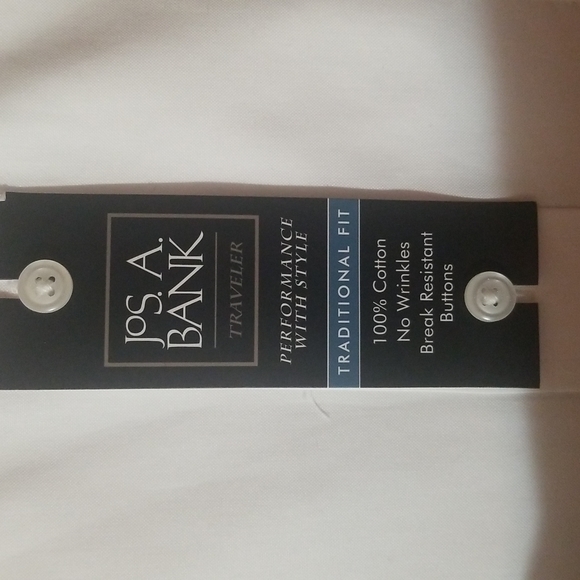 JOS. A.
BANK
TRAVELER
PERFORMANCE
WITH STYLE
TRADITIONAL FIT
100% Cotton
No Wrinkles
Break Resistant
Buttons